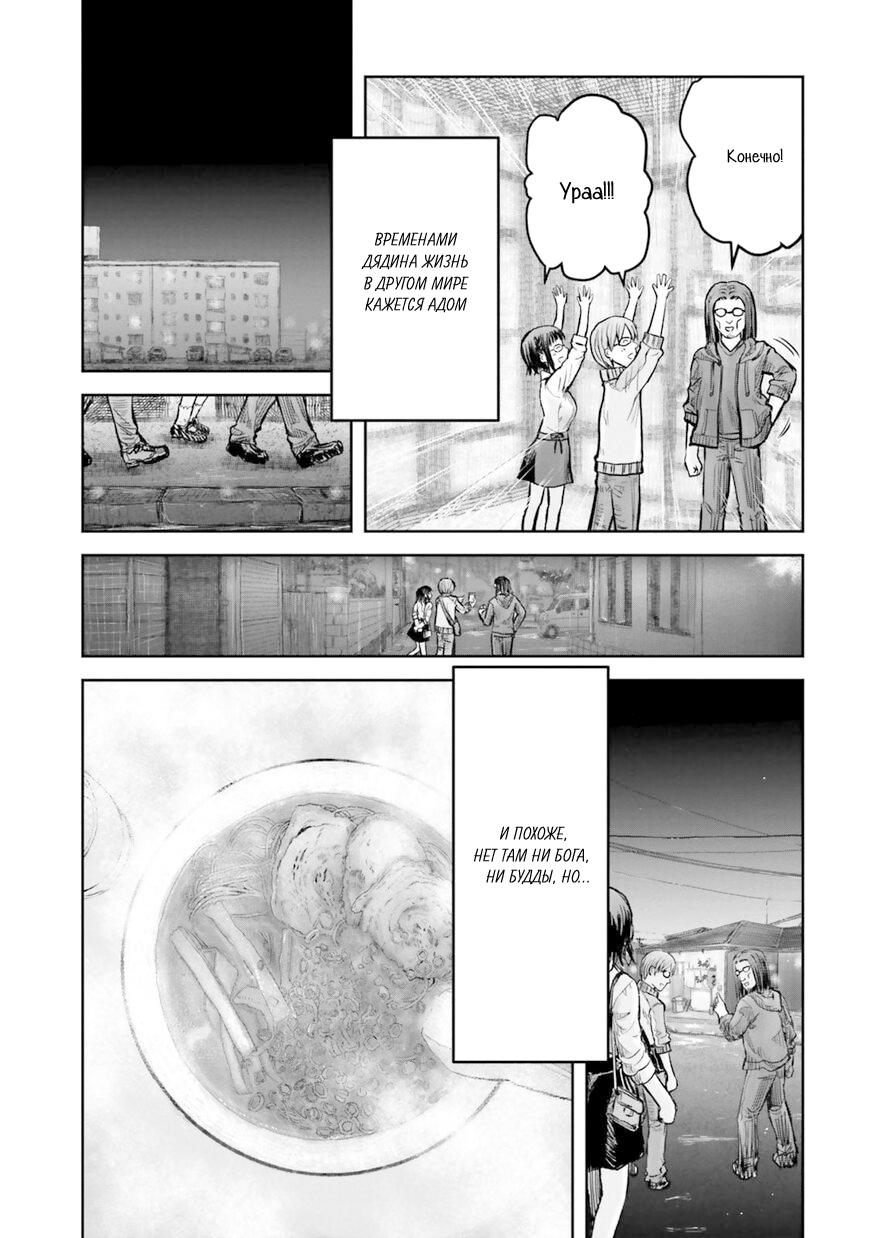 Конечно!
Ураа!!!
ВРЕМЕНАМИ
ДЯДИНА ЖИЗНЬ
В ДРУГОМ МИРЕ
КАЖЕТСЯ АДОМ
И ПОХОЖЕ,
НЕТ ТАМ НИ БОГА,
НИ БУДДЫ, НО...